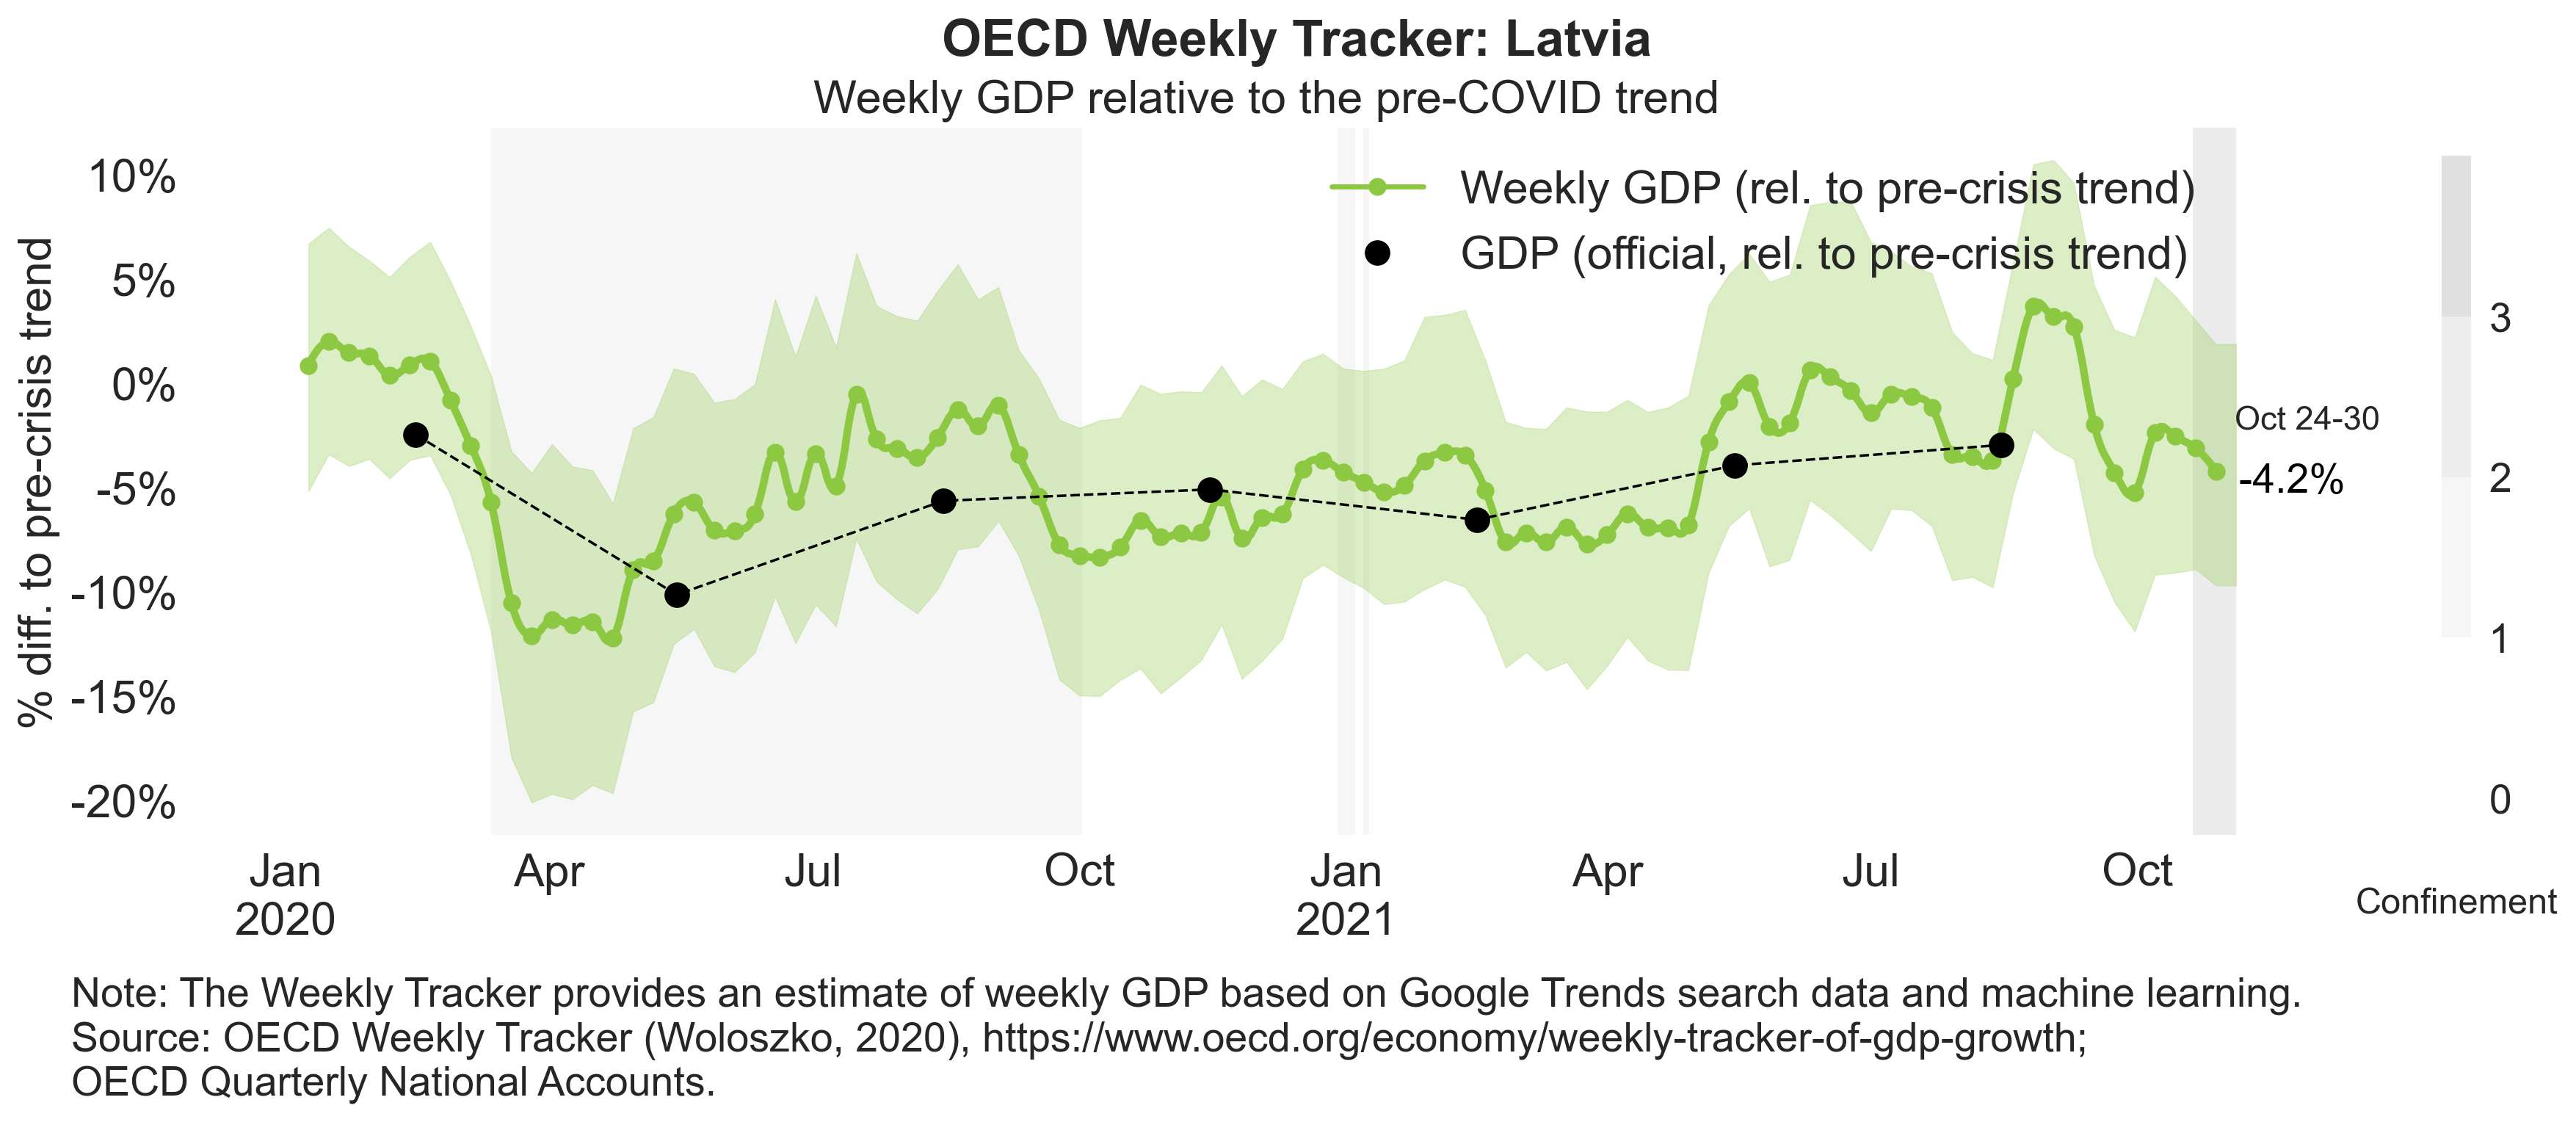 OECD Weekly Tracker: Latvia
Weekly GDP relative to the pre-COVID trend
% diff. to pre-crisis trend
10%
5%
0%
-5%
-10%
-15%
-20%
Weekly GDP (rel. to pre-crisis trend)
GDP (official, rel. to pre-crisis trend)
Oct 24-30
-4.2%
3
2
1
0
Confinement
Jan Apr Jul Oct Jan Apr Jul Oct
2020 2021
Note: The Weekly Tracker provides an estimate of weekly GDP based on Google Trends search data and machine learning.
Source: OECD Weekly Tracker (Woloszko, 2020), https://www.oecd.org/economy/weekly-tracker-of-gdp-growth;
OECD Quarterly National Accounts.